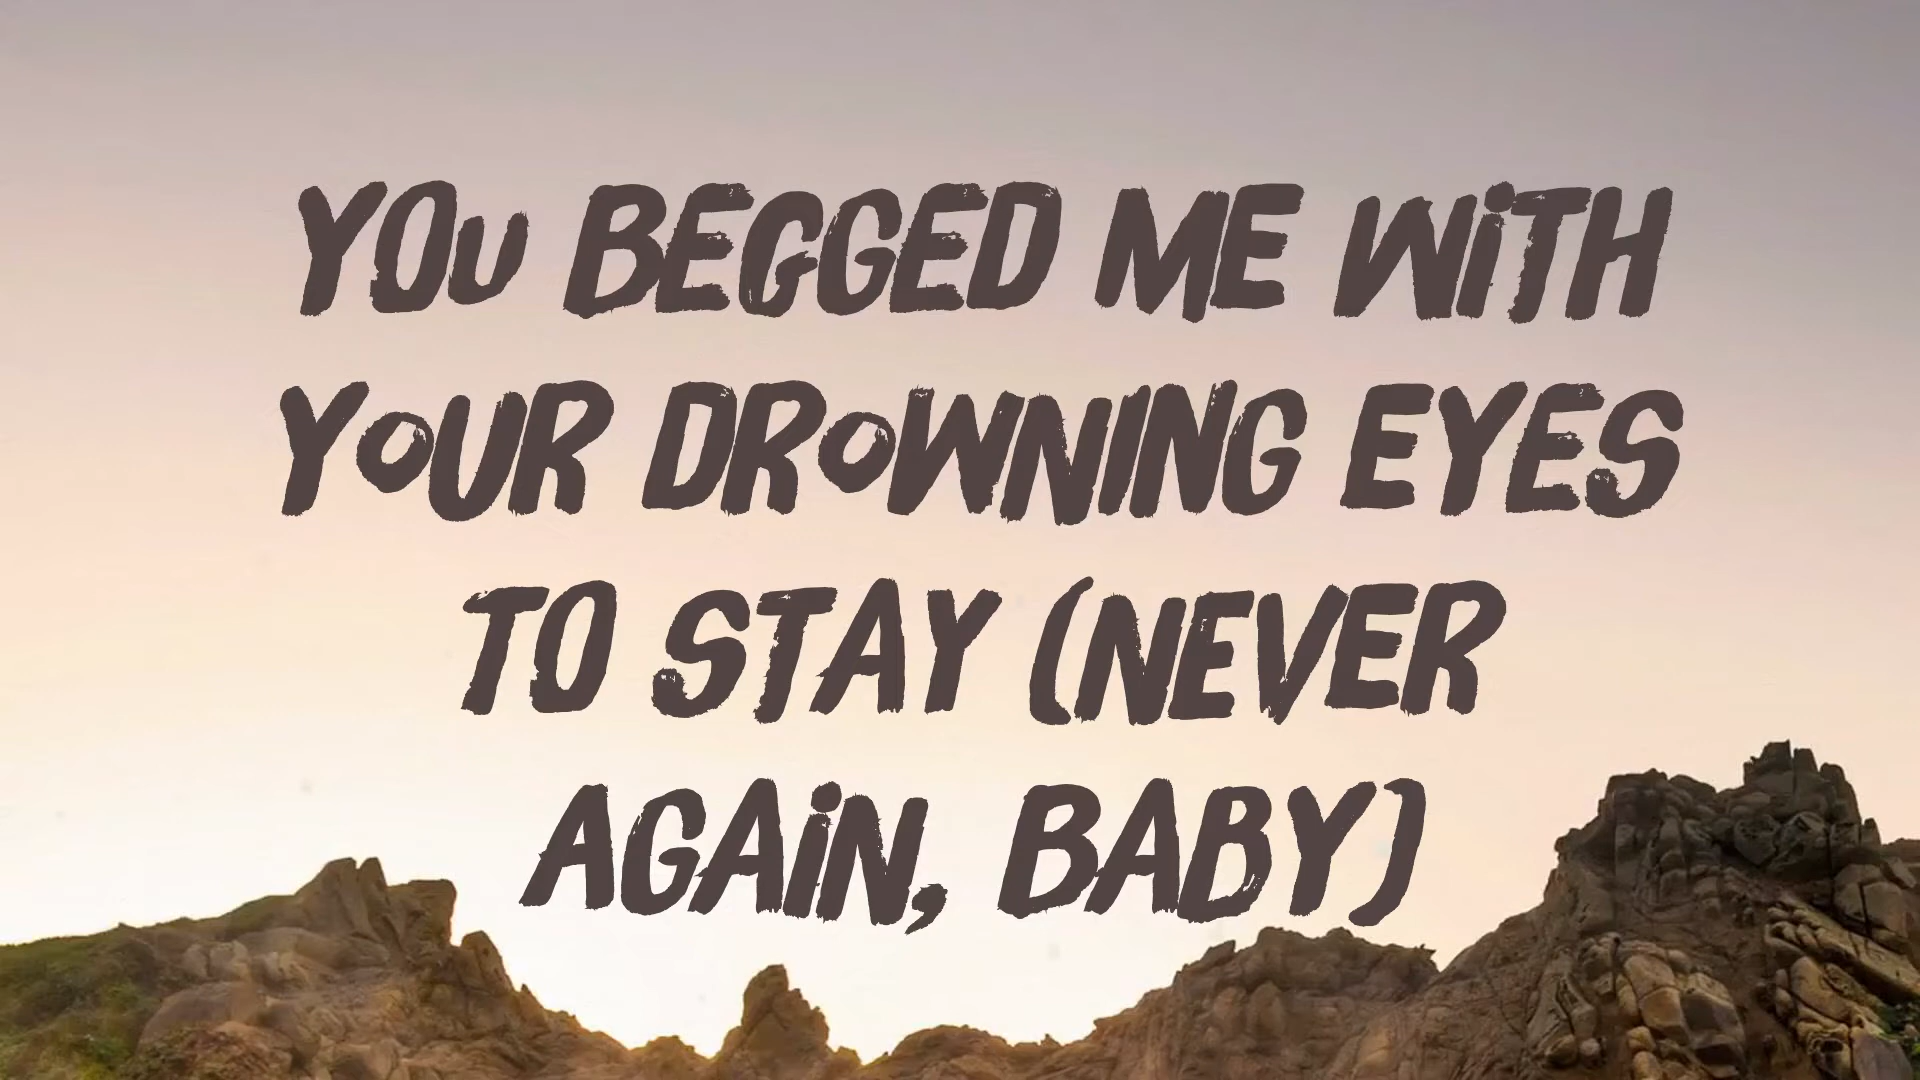 YOU BEGGED ME WITH
YOUR DROWNING EYES
TO STAY (NEVER
AGAIN, BABY)